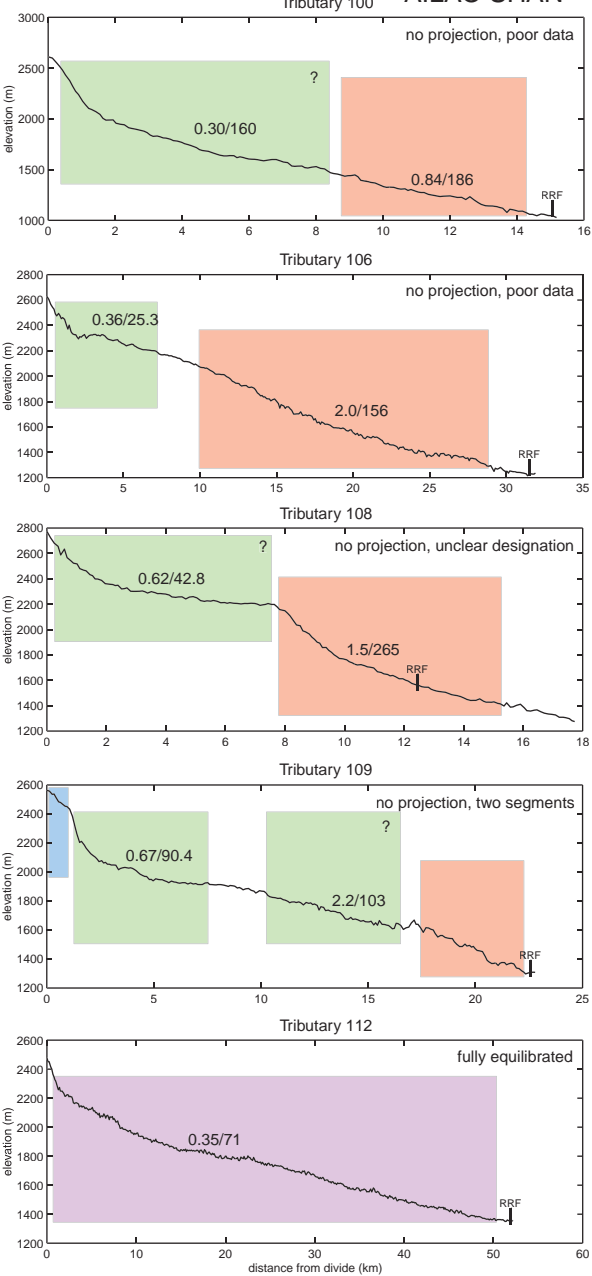 Tributary 100
no projection, poor data
?
0.30/160
0.84/186
RRF
elevation (m)
3000
2500
2000
1500
1000
0 2 4 6 8 10 12 14 16
Tributary 106
no projection, poor data
0.36/25.3
2.0/156
RRF
elevation (m)
2800
2600
2400
2200
2000
1800
1600
1400
1200
0 5 10 15 20 25 30 35
Tributary 108
?
no projection, unclear designation
0.62/42.8
1.5/265
RRF
elevation (m)
2800
2600
2400
2200
2000
1800
1600
1400
1200
0 2 4 6 8 10 12 14 16 18
Tributary 109
no projection, two segments
?
0.67/90.4
2.2/103
RRF
elevation (m)
2600
2400
2200
2000
1800
1600
1400
1200
0 5 10 15 20 25
Tributary 112
fully equilibrated
0.35/71
RRF
elevation (m)
2600
2400
2200
2000
1800
1600
1400
1200
0 10 20 30 40 50 60
distance from divide (km)